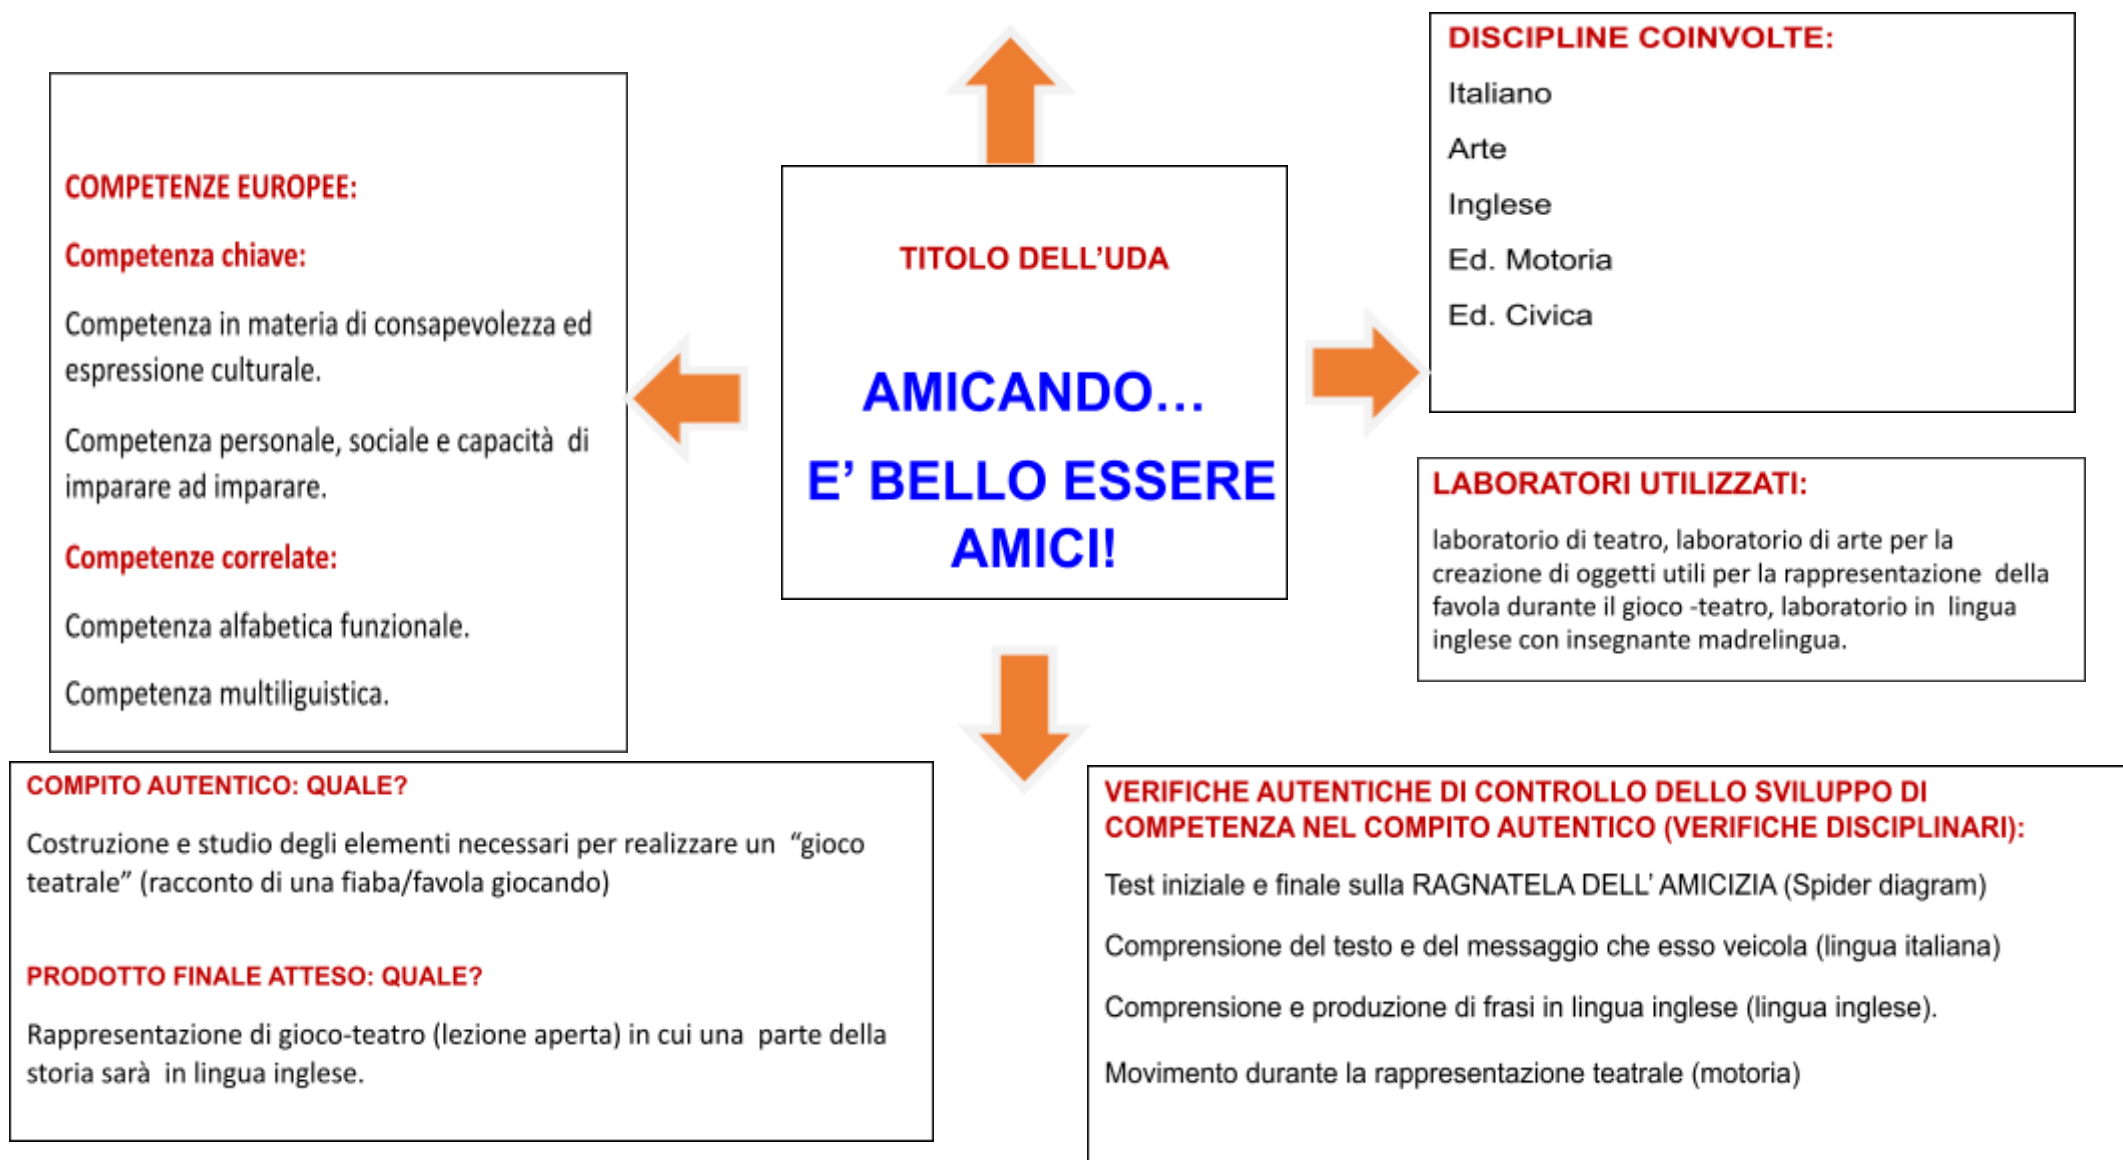 COMPETENZE EUROPEE:
Competenza chiave:
Competenza in materia di consapevolezza ed
espressione culturale.
Competenza personale, sociale e capacità di
imparare ad imparare.
Competenze correlate:
Competenza alfabetica funzionale.
Competenza multiliguistica.
TITOLO DELL’UDA
AMICANDO…
E’ BELLO ESSERE
AMICI!
DISCIPLINE COINVOLTE:
Italiano
Arte
Inglese
Ed. Motoria
Ed. Civica
LABORATORI UTILIZZATI:
laboratorio di teatro, laboratorio di arte per la
creazione di oggetti utili per la rappresentazione della
favola durante il gioco -teatro, laboratorio in lingua
inglese con insegnante madrelingua.
COMPITO AUTENTICO: QUALE?
Costruzione e studio degli elementi necessari per realizzare un “gioco
teatrale” (racconto di una fiaba/favola giocando)
PRODOTTO FINALE ATTESO: QUALE?
Rappresentazione di gioco-teatro (lezione aperta) in cui una parte della
storia sarà in lingua inglese.
VERIFICHE AUTENTICHE DI CONTROLLO DELLO SVILUPPO DI
COMPETENZA NEL COMPITO AUTENTICO (VERIFICHE DISCIPLINARI):
Test iniziale e finale sulla RAGNATELA DELL’ AMICIZIA (Spider diagram)
Comprensione del testo e del messaggio che esso veicola (lingua italiana)
Comprensione e produzione di frasi in lingua inglese (lingua inglese).
Movimento durante la rappresentazione teatrale (motoria)